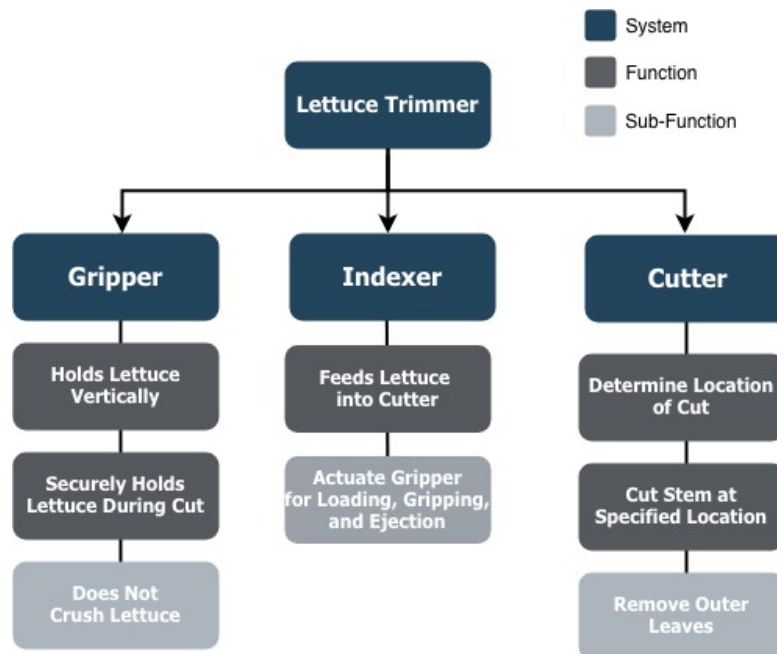 System
Function
Sub-Function
Lettuce Trimmer
Gripper
Holds Lettuce
Vertically
Securely Holds
Lettuce During Cut
Does Not
Crush Lettuce
Indexer
Feeds Lettuce
into Cutter
Actuate Gripper
for Loading, Gripping,
and Ejection
Cutter
Determine Location
of Cut
Cut Stem at
Specified Location
Remove Outer
Leaves